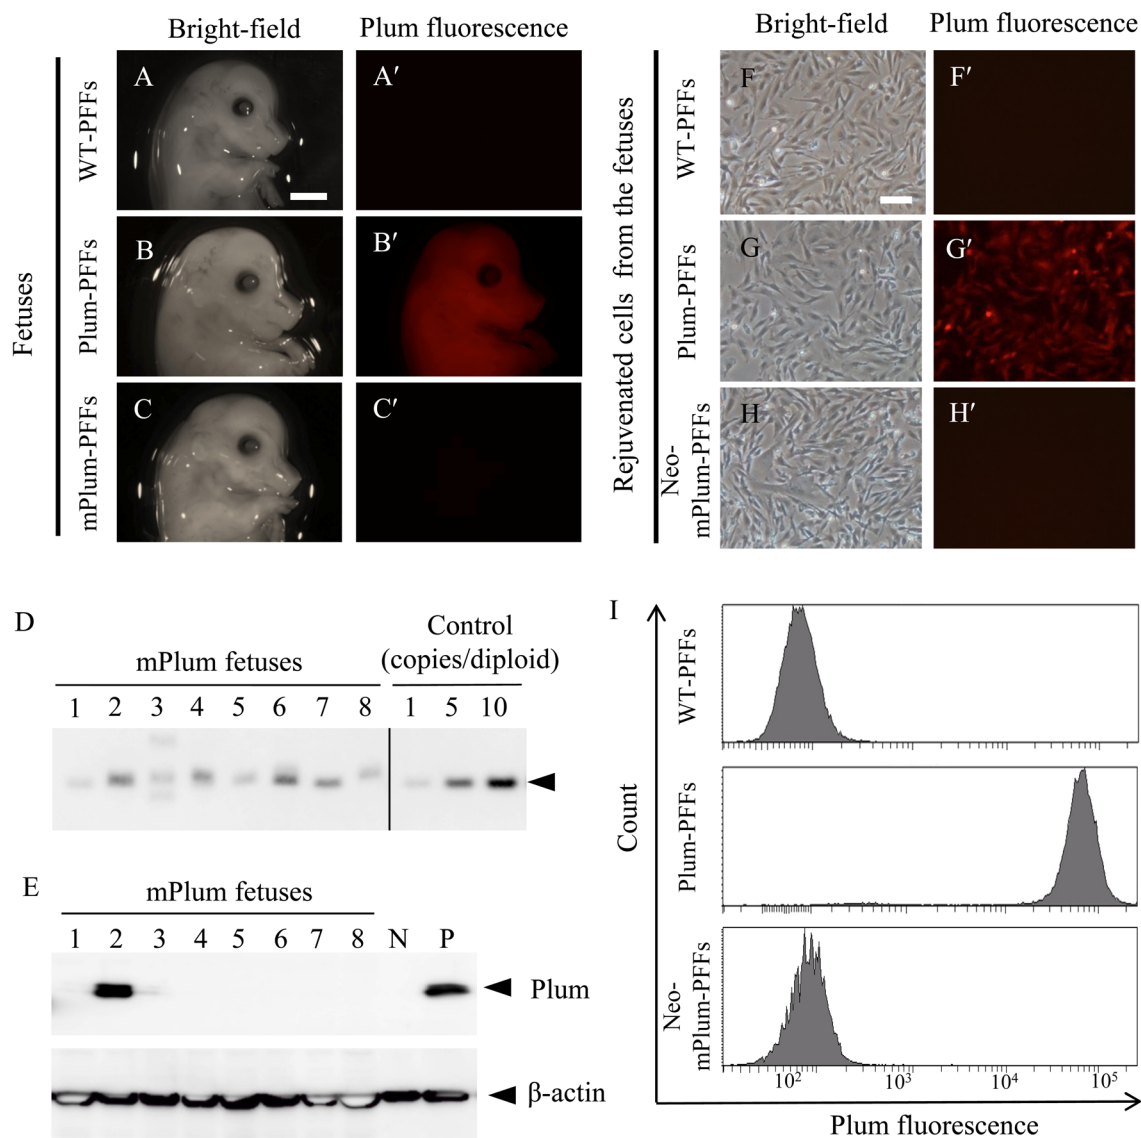 Bright-field Plum fluorescence
Fetuses
WT-PFFs
A A′
Plum-PFFs
B B′
mPlum-PFFs
C C′
Bright-field Plum fluorescence
Rejuvenated cells from the fetuses
WT-PFFs
F F′
Plum-PFFs
G G′
Neo-
mPlum-PFFs
H H′
D
mPlum fetuses
Control
(copies/diploid)
1 2 3 4 5 6 7 8 1 5 10
E
mPlum fetuses
1 2 3 4 5 6 7 8 N P
Plum
β-actin
I
Count
WT-PFFs
Plum-PFFs
Neo-
mPlum-PFFs
10² 10³ 10⁴ 10⁵
Plum fluorescence